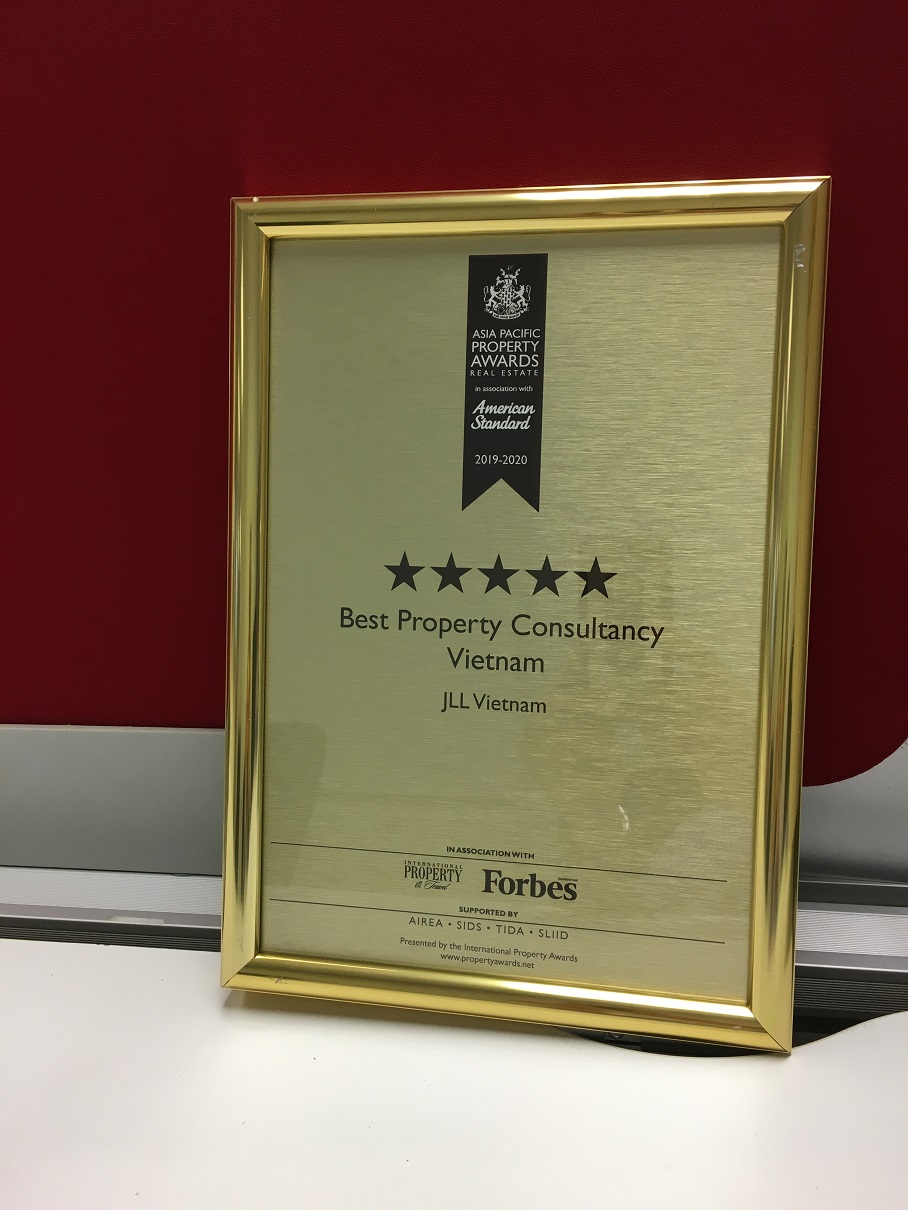 ASIA PACIFIC
PROPERTY
AWARDS
REAL ESTATE
in association with
American
Standard
2019-2020
Best Property Consultancy
Vietnam
JLL Vietnam
IN ASSOCIATION WITH
INTERNATIONAL
PROPERTY
& Travel
Forbes
SUPPORTED BY
AIREA • SIDS • TIDA • SLIID
Presented by the International Property Awards
www.propertyawards.net